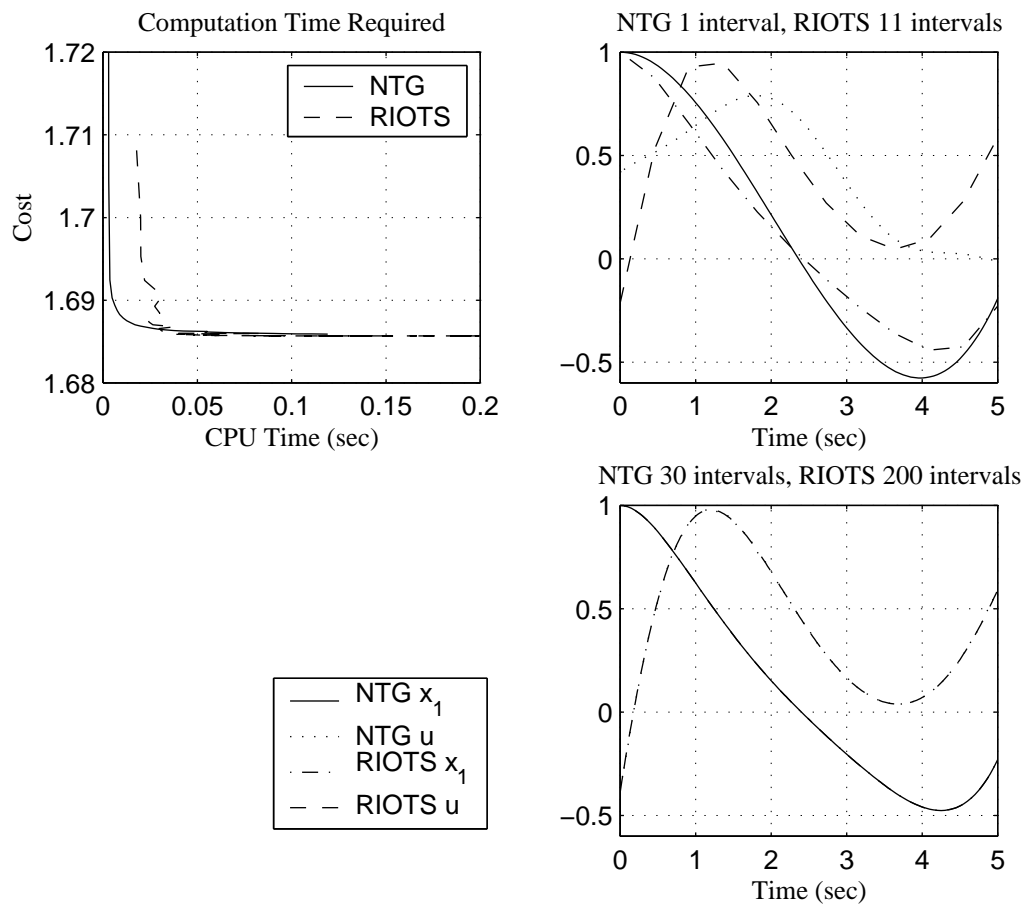 Computation Time Required
1.72
1.71
1.7
1.69
1.68
Cost
NTG
RIOTS
0 0.05 0.1 0.15 0.2
CPU Time (sec)
NTG 1 interval, RIOTS 11 intervals
1
0.5
0
−0.5
0 1 2 3 4 5
Time (sec)
NTG 30 intervals, RIOTS 200 intervals
1
0.5
0
−0.5
0 1 2 3 4 5
Time (sec)
NTG x₁
NTG u
RIOTS x₁
RIOTS u